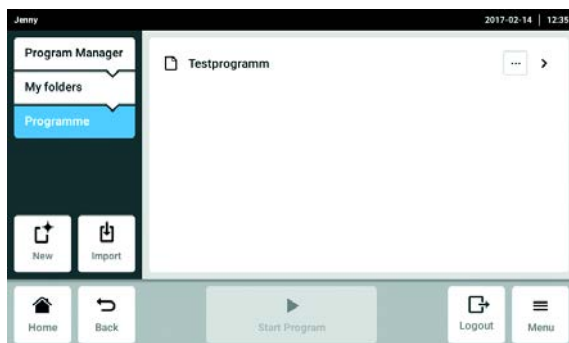 Jenny
2017-02-14 | 12:35
Program Manager
My folders
Programme
Testprogramm
...
New
Import
Home
Back
Start Program
Logout
Menu